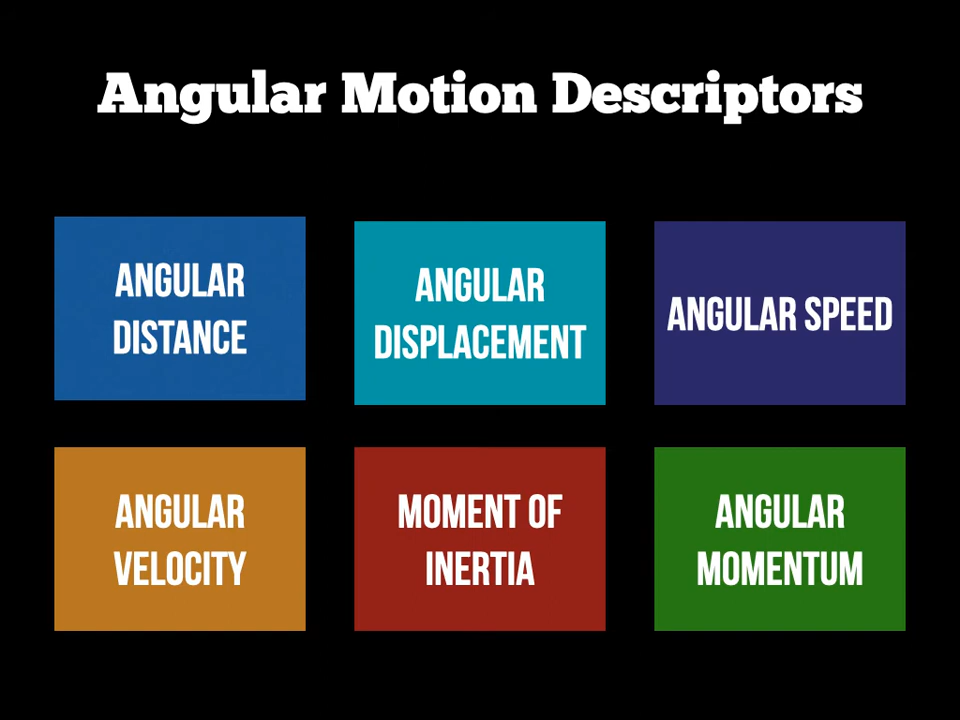 Angular Motion Descriptors
ANGULAR
DISTANCE
ANGULAR
DISPLACEMENT
ANGULAR SPEED
ANGULAR
VELOCITY
MOMENT OF
INERTIA
ANGULAR
MOMENTUM